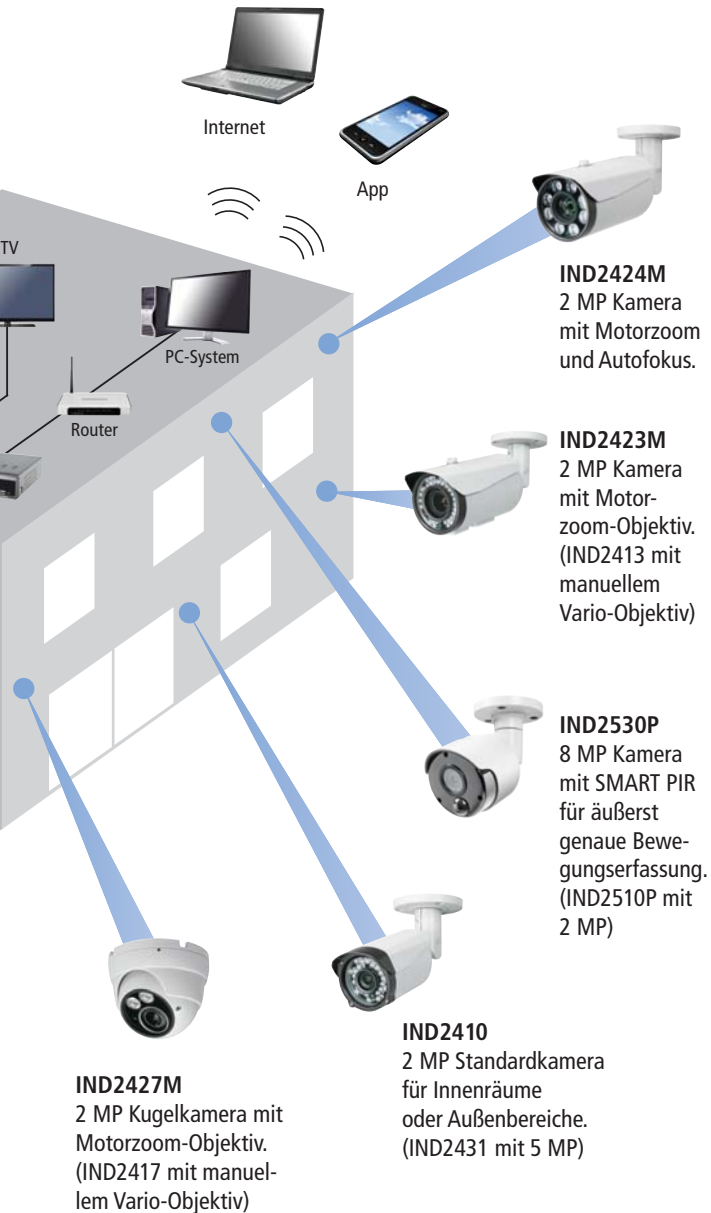 Internet
App
TV
PC-System
Router
IND2424M
2 MP Kamera
mit Motorzoom
und Autofokus.
IND2423M
2 MP Kamera
mit Motor-
zoom-Objektiv.
(IND2413 mit
manuellem
Vario-Objektiv)
IND2530P
8 MP Kamera
mit SMART PIR
für äußerst
genaue Bewe-
gungserfassung.
(IND2510P mit
2 MP)
IND2410
2 MP Standardkamera
für Innenräume
oder Außenbereiche.
(IND2431 mit 5 MP)
IND2427M
2 MP Kugelkamera mit
Motorzoom-Objektiv.
(IND2417 mit manuel-
lem Vario-Objektiv)